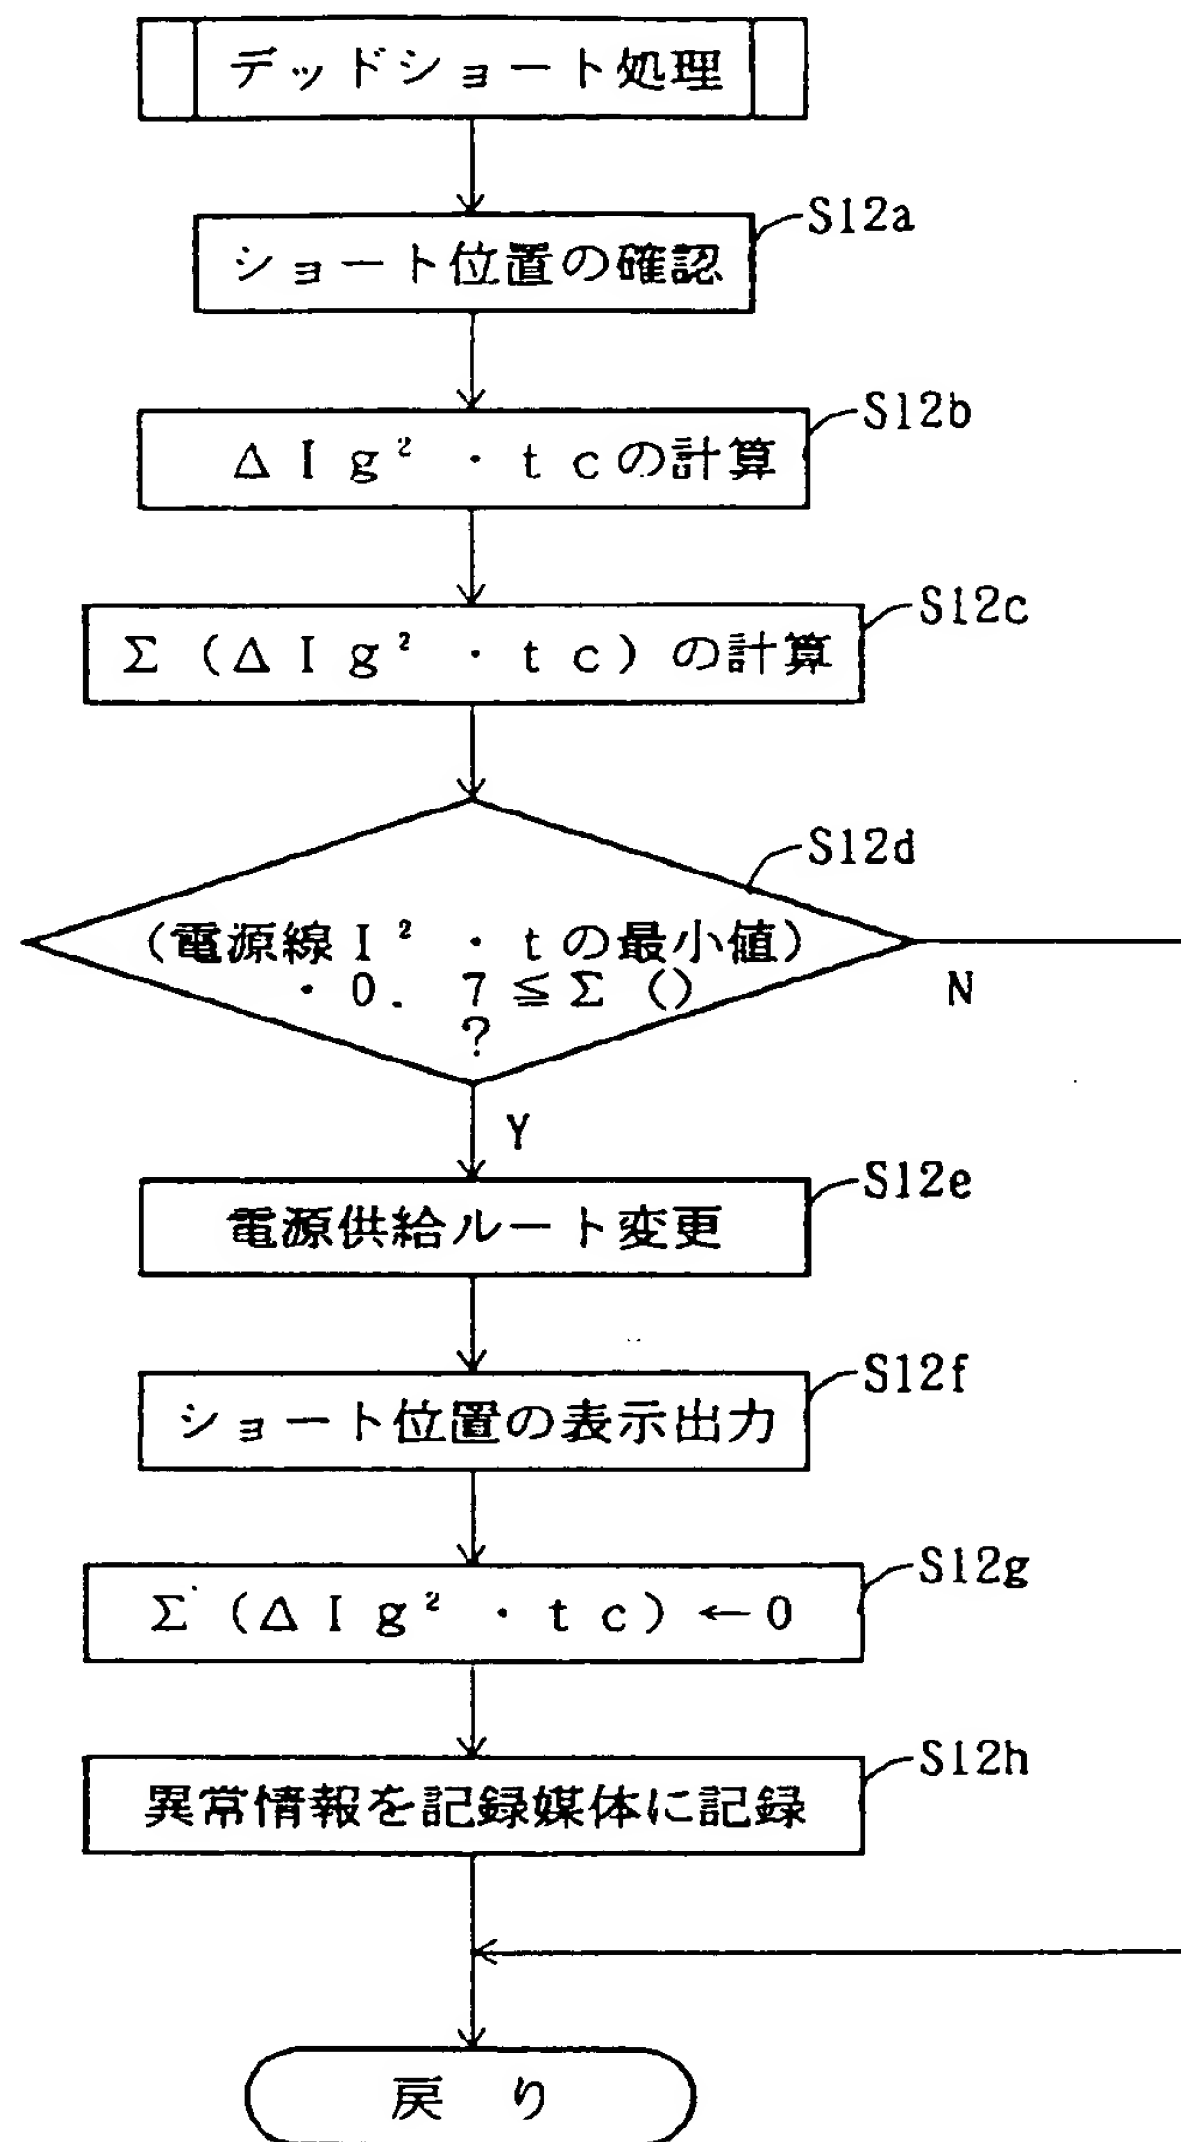 デッドショート処理
S12a
ショート位置の確認
S12b
ΔIg²・tcの計算
S12c
Σ(ΔIg²・tc)の計算
S12d
(電源線I²・tの最小値)
・0.7≦Σ()
?
N
Y
S12e
電源供給ルート変更
S12f
ショート位置の表示出力
S12g
Σ(ΔIg²・tc)←0
S12h
異常情報を記録媒体に記録
戻り